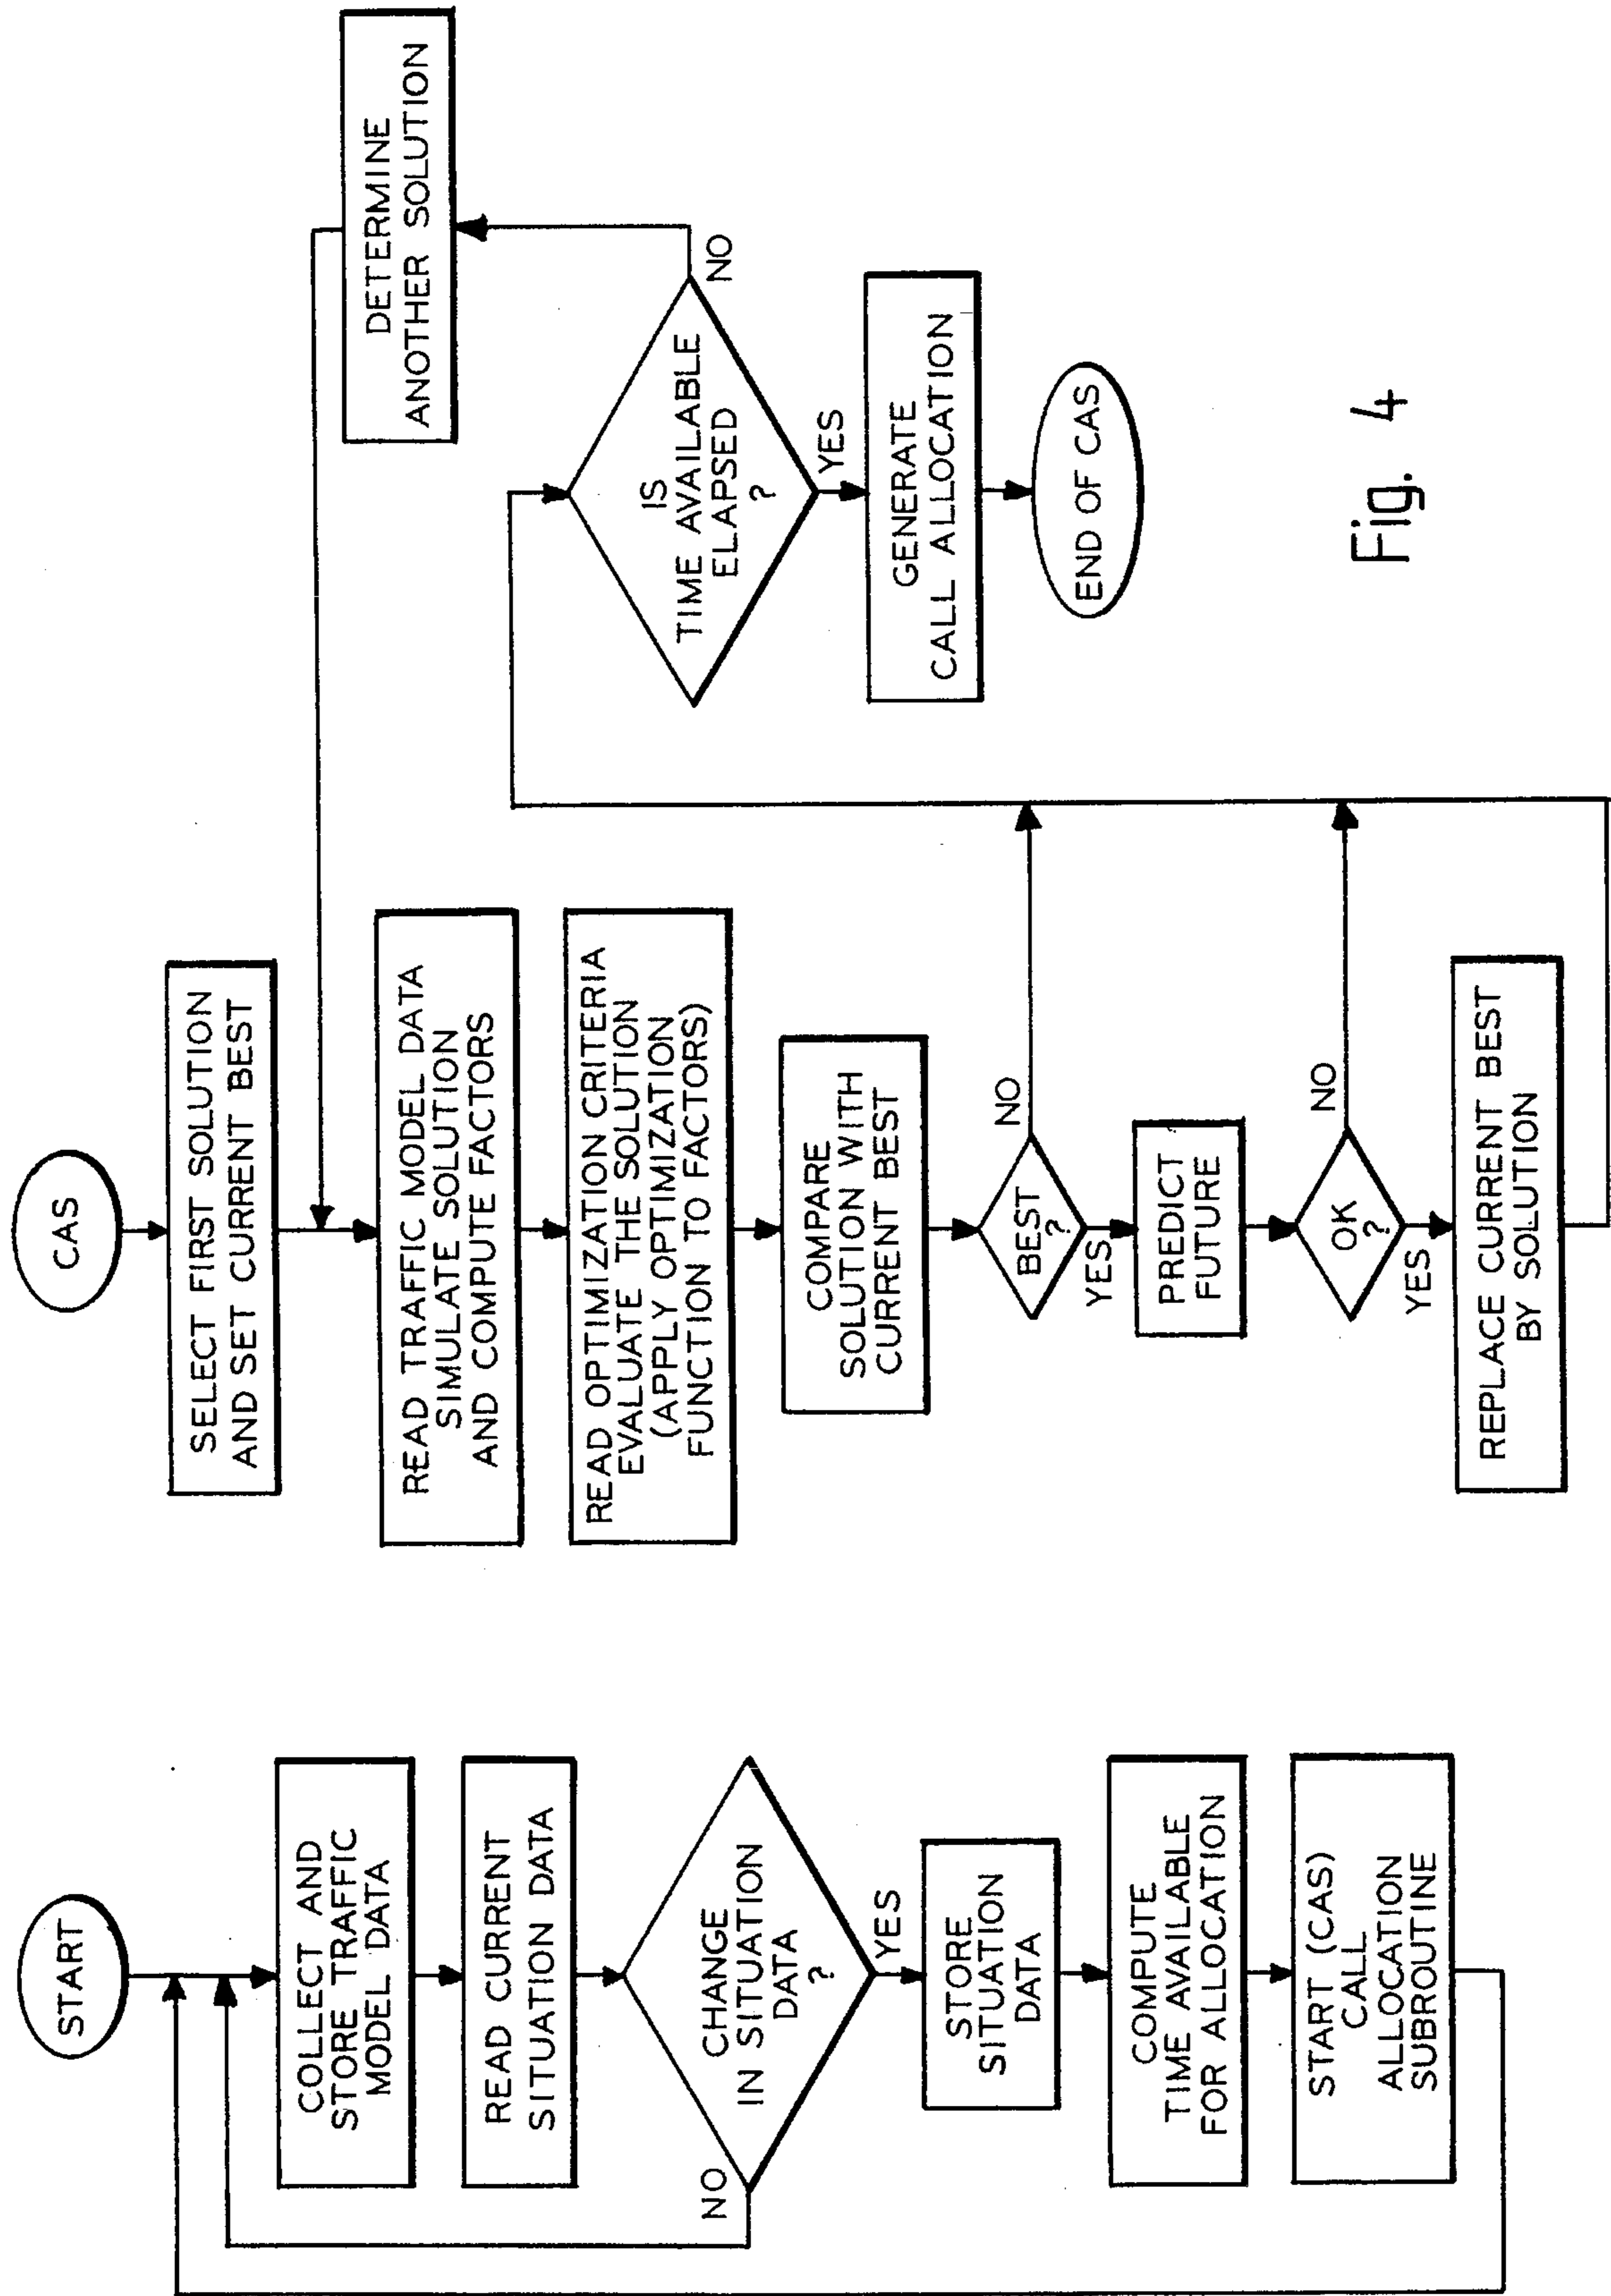 START
COLLECT AND
STORE TRAFFIC
MODEL DATA
READ CURRENT
SITUATION DATA
CHANGE
IN SITUATION
DATA
?
NO
YES
STORE
SITUATION
DATA
COMPUTE
TIME AVAILABLE
FOR ALLOCATION
START (CAS)
CALL
ALLOCATION
SUBROUTINE
CAS
SELECT FIRST SOLUTION
AND SET CURRENT BEST
READ TRAFFIC MODEL DATA
SIMULATE SOLUTION
AND COMPUTE FACTORS
READ OPTIMIZATION CRITERIA
EVALUATE THE SOLUTION
(APPLY OPTIMIZATION
FUNCTION TO FACTORS)
COMPARE
SOLUTION WITH
CURRENT BEST
BEST
?
NO
YES
PREDICT
FUTURE
OK
?
NO
YES
REPLACE CURRENT BEST
BY SOLUTION
DETERMINE
ANOTHER SOLUTION
IS
TIME AVAILABLE
ELAPSED
?
NO
YES
GENERATE
CALL ALLOCATION
END OF CAS
Fig. 4